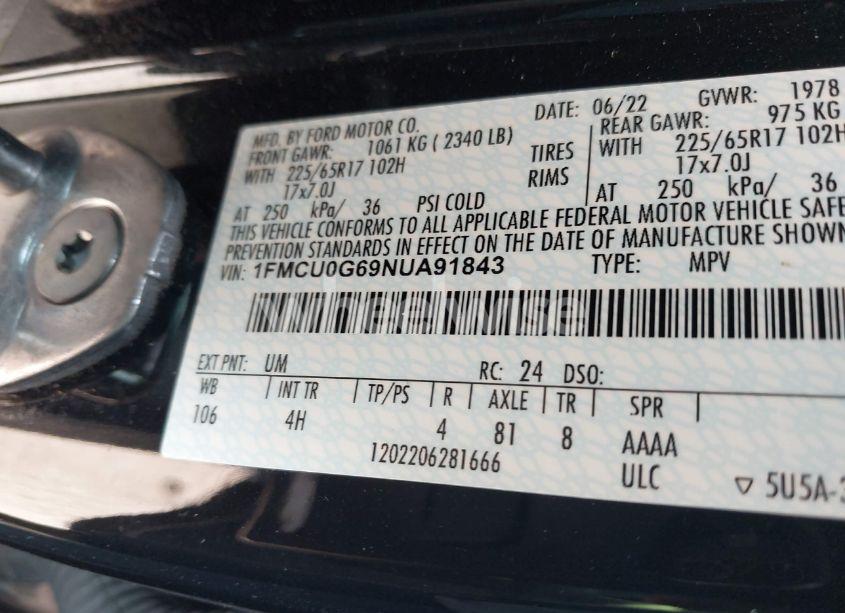 MFD. BY FORD MOTOR CO. DATE: 06/22 GVWR: 1978
FRONT GAWR: 1061 KG ( 2340 LB) REAR GAWR: 975 KG
WITH 225/65R17 102H TIRES WITH 225/65R17 102H
17x7.0J RIMS 17x7.0J
AT 250 kPa/ 36 PSI COLD AT 250 kPa/ 36
THIS VEHICLE CONFORMS TO ALL APPLICABLE FEDERAL MOTOR VEHICLE SAFE
PREVENTION STANDARDS IN EFFECT ON THE DATE OF MANUFACTURE SHOWN
VIN: 1FMCU0G69NUA91843 TYPE: MPV
EXT PNT: UM RC: 24 DSO:
WB INT TR TP/PS R AXLE TR SPR
106 4H 4 81 8 AAAA
1202206281666 ULC ▽ 5U5A-3